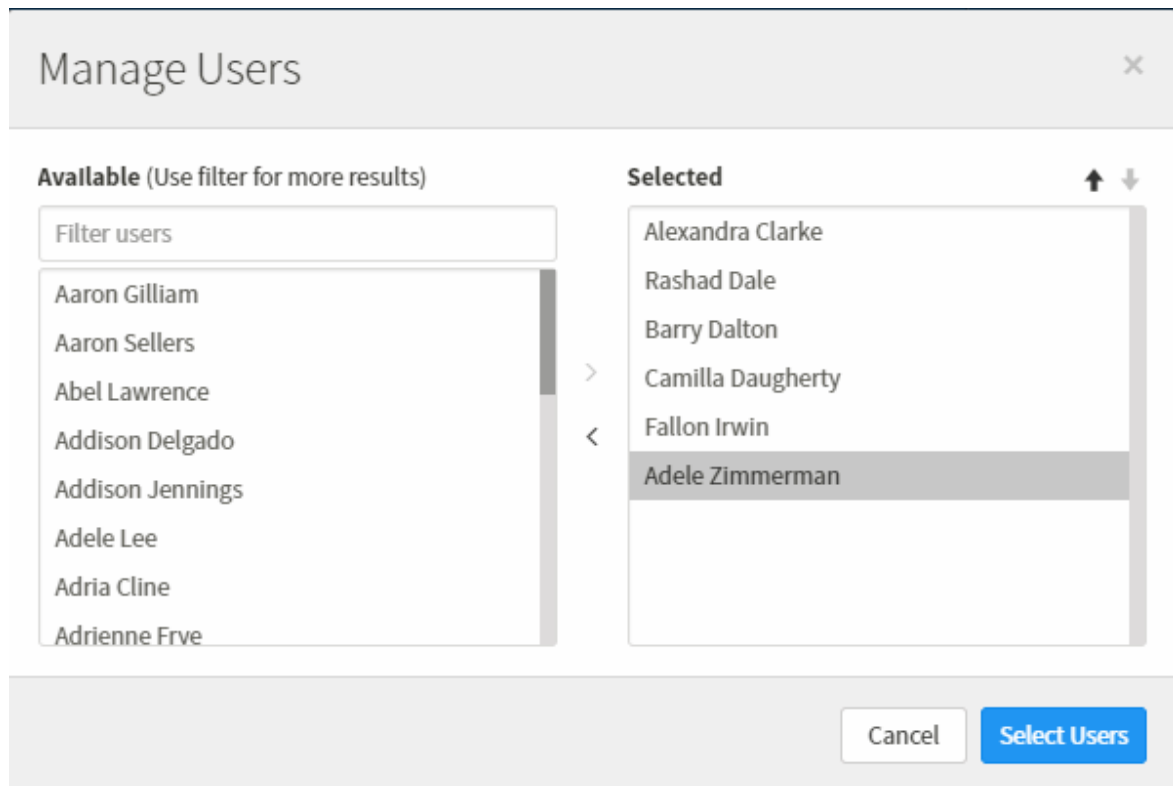 Manage Users
Available (Use filter for more results)
Filter users
Aaron Gilliam
Aaron Sellers
Abel Lawrence
Addison Delgado
Addison Jennings
Adele Lee
Adria Cline
Adrienne Frye
Selected
Alexandra Clarke
Rashad Dale
Barry Dalton
Camilla Daugherty
Fallon Irwin
Adele Zimmerman
Cancel
Select Users